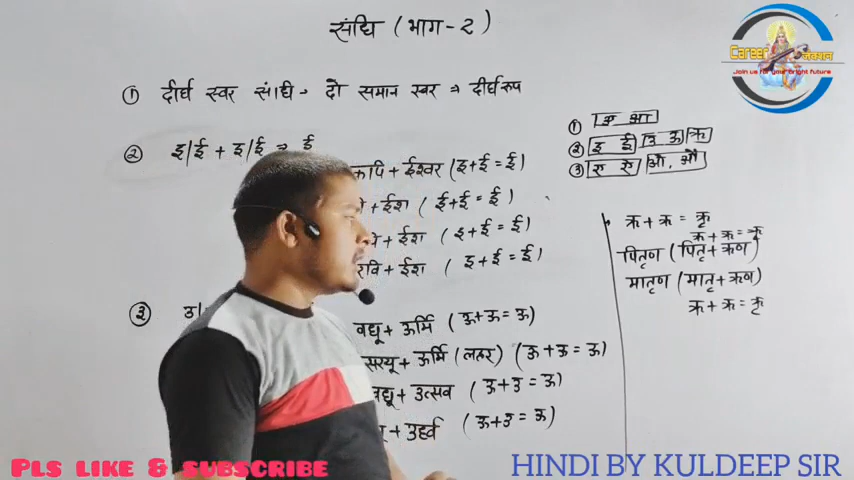 संधि (भाग-2)
Career
जंक्शन
Join us for your bright future
① दीर्घ स्वर संधि - दो समान स्वर ⇒ दीर्घ रूप
① अ आ
② इ ई उ ऊ ऋ
③ ए ऐ ओ, औ
② इ/ई + इ/ई = ई
कपि + ईश्वर (इ+ई = ई)
+ ईश (ई+ई = ई)
+ ईश (इ+ई = ई)
रवि + ईश (इ+ई = ई)
③
वधू + ऊर्मि (ऊ+ऊ = ऊ)
सरयू + ऊर्मि (लहर) (ऊ+ऊ = ऊ)
वधू + उत्सव (ऊ+उ = ऊ)
(ऊ+उ = ऊ)
ऋ + ऋ = ॠ
ऋ + ऋ = ॠ
पितृण (पितृ + ऋण)
मातृण (मातृ + ऋण)
ऋ + ऋ = ॠ
Pls like & subscribe
HINDI BY KULDEEP SIR